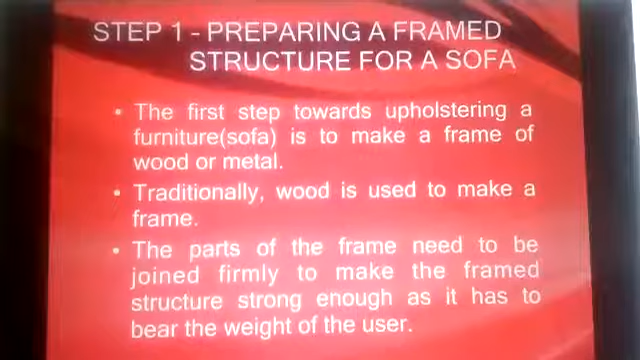 STEP 1 - PREPARING A FRAMED
STRUCTURE FOR A SOFA
• The first step towards upholstering a
furniture(sofa) is to make a frame of
wood or metal.
• Traditionally, wood is used to make a
frame.
• The parts of the frame need to be
joined firmly to make the framed
structure strong enough as it has to
bear the weight of the user.